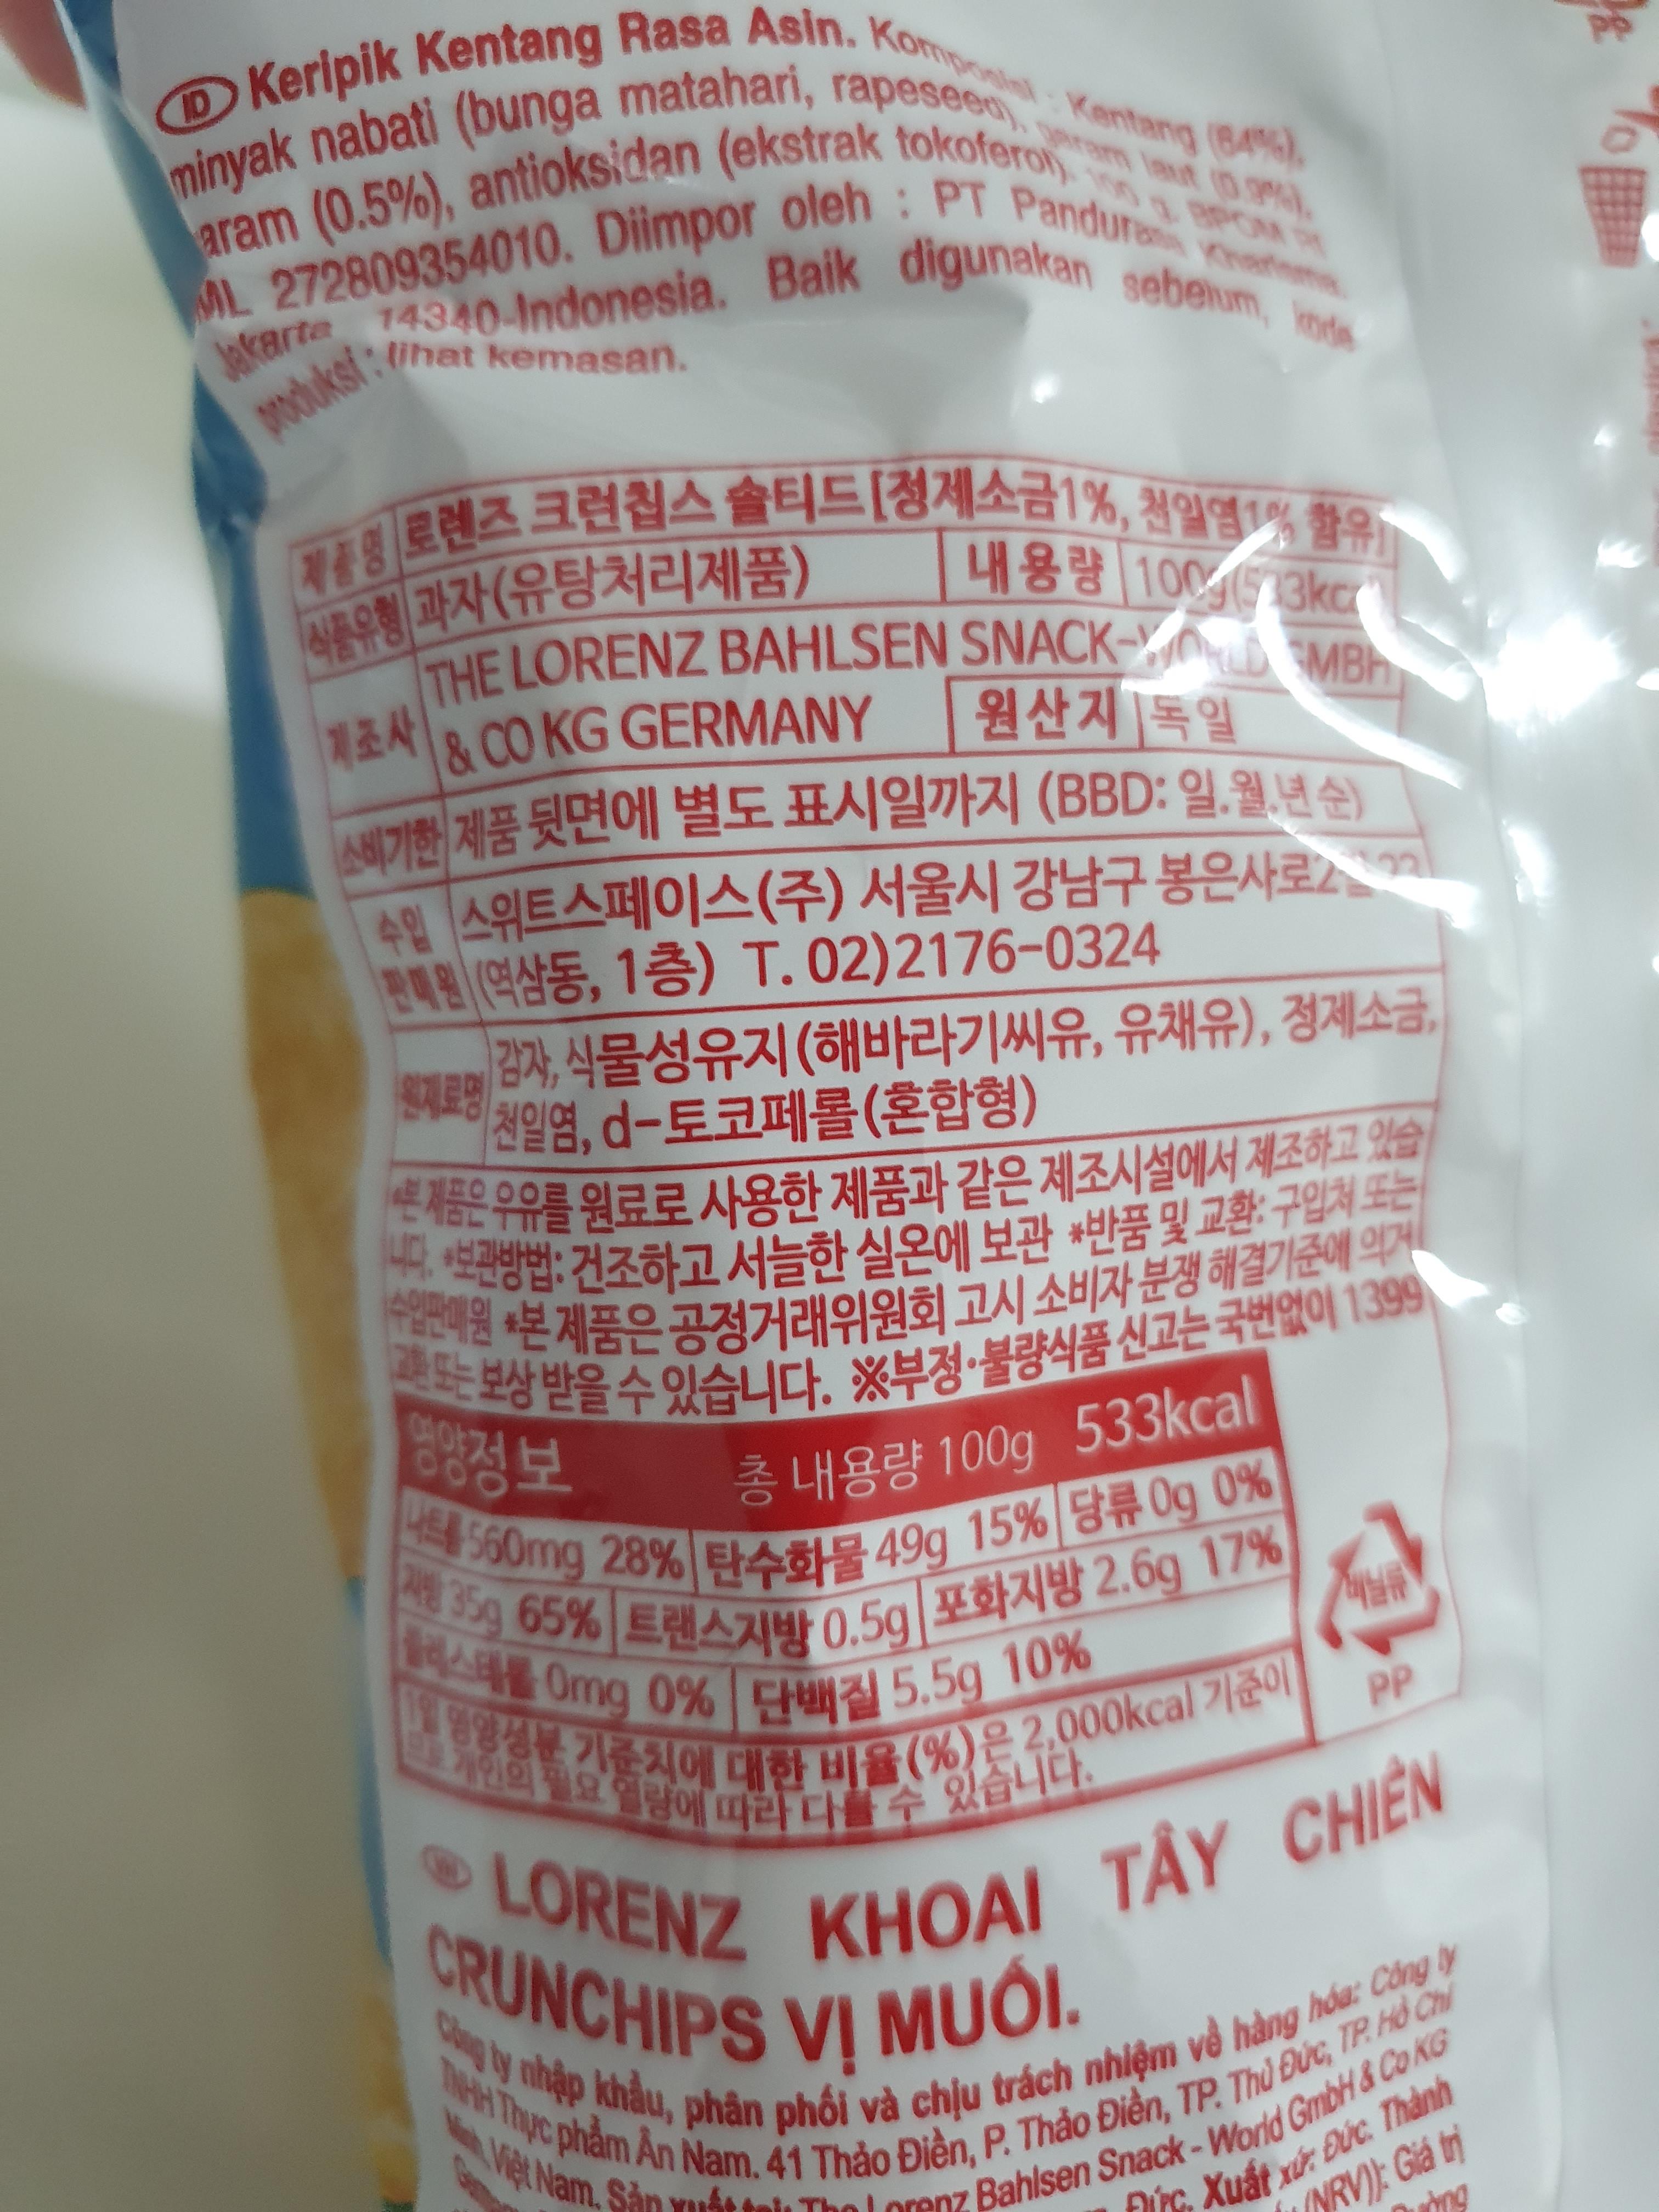 PP
ID Keripik Kentang Rasa Asin. Komposisi : Kentang (84%),
minyak nabati (bunga matahari, rapeseed), garam laut (0.9%),
garam (0.5%), antioksidan (ekstrak tokoferol). 100 g. BPOM RI
ML 272809354010. Diimpor oleh : PT Pandurasa Kharisma
Jakarta 14340-Indonesia. Baik digunakan sebelum, kode
produksi : lihat kemasan.
제품명 로렌즈 크런칩스 솔티드 [정제소금1%, 천일염1% 함유]
식품유형 과자(유탕처리제품) 내용량 100g(533kcal)
THE LORENZ BAHLSEN SNACK-WORLD GMBH
제조사 & CO KG GERMANY 원산지 독일
소비기한 제품 뒷면에 별도 표시일까지 (BBD: 일.월.년 순)
수입 스위트스페이스(주) 서울시 강남구
판매원 (역삼동, 1층) T. 02)2176-0324
원재료명 감자, 식물성유지(해바라기씨유, 유채유), 정제소금,
천일염, d-토코페롤(혼합형)
*본 제품은 우유를 원료로 사용한 제품과 같은 제조시설에서 제조하고 있습
니다. *보관방법: 건조하고 서늘한 실온에 보관 *반품 및 교환: 구입처 또는
수입판매원 *본 제품은 공정거래위원회 고시 소비자 분쟁 해결기준에 의거
교환 또는 보상 받을 수 있습니다. ※부정·불량식품 신고는 국번없이 1399
영양정보 총 내용량 100g 533kcal
나트륨 560mg 28% 탄수화물 49g 15% 당류 0g 0%
지방 35g 65% 트랜스지방 0.5g 포화지방 2.6g 17%
콜레스테롤 0mg 0% 단백질 5.5g 10%
1일 영양성분 기준치에 대한 비율(%)은 2,000kcal 기준이
므로 개인의 필요 열량에 따라 다를 수 있습니다.
비닐류
PP
LORENZ KHOAI TÂY CHIÊN
CRUNCHIPS VỊ MUỐI.
Công ty nhập khẩu, phân phối và chịu trách nhiệm về hàng hóa: Công ty
TNHH Thực phẩm Ân Nam. 41 Thảo Điền, P. Thảo Điền, TP. Thủ Đức, TP. Hồ Chí
Minh, Việt Nam. Sản xuất tại: The Lorenz Bahlsen Snack - World GmbH & Co KG
Đức. Xuất xứ: Đức. Thành
(NRV)): Giá trị